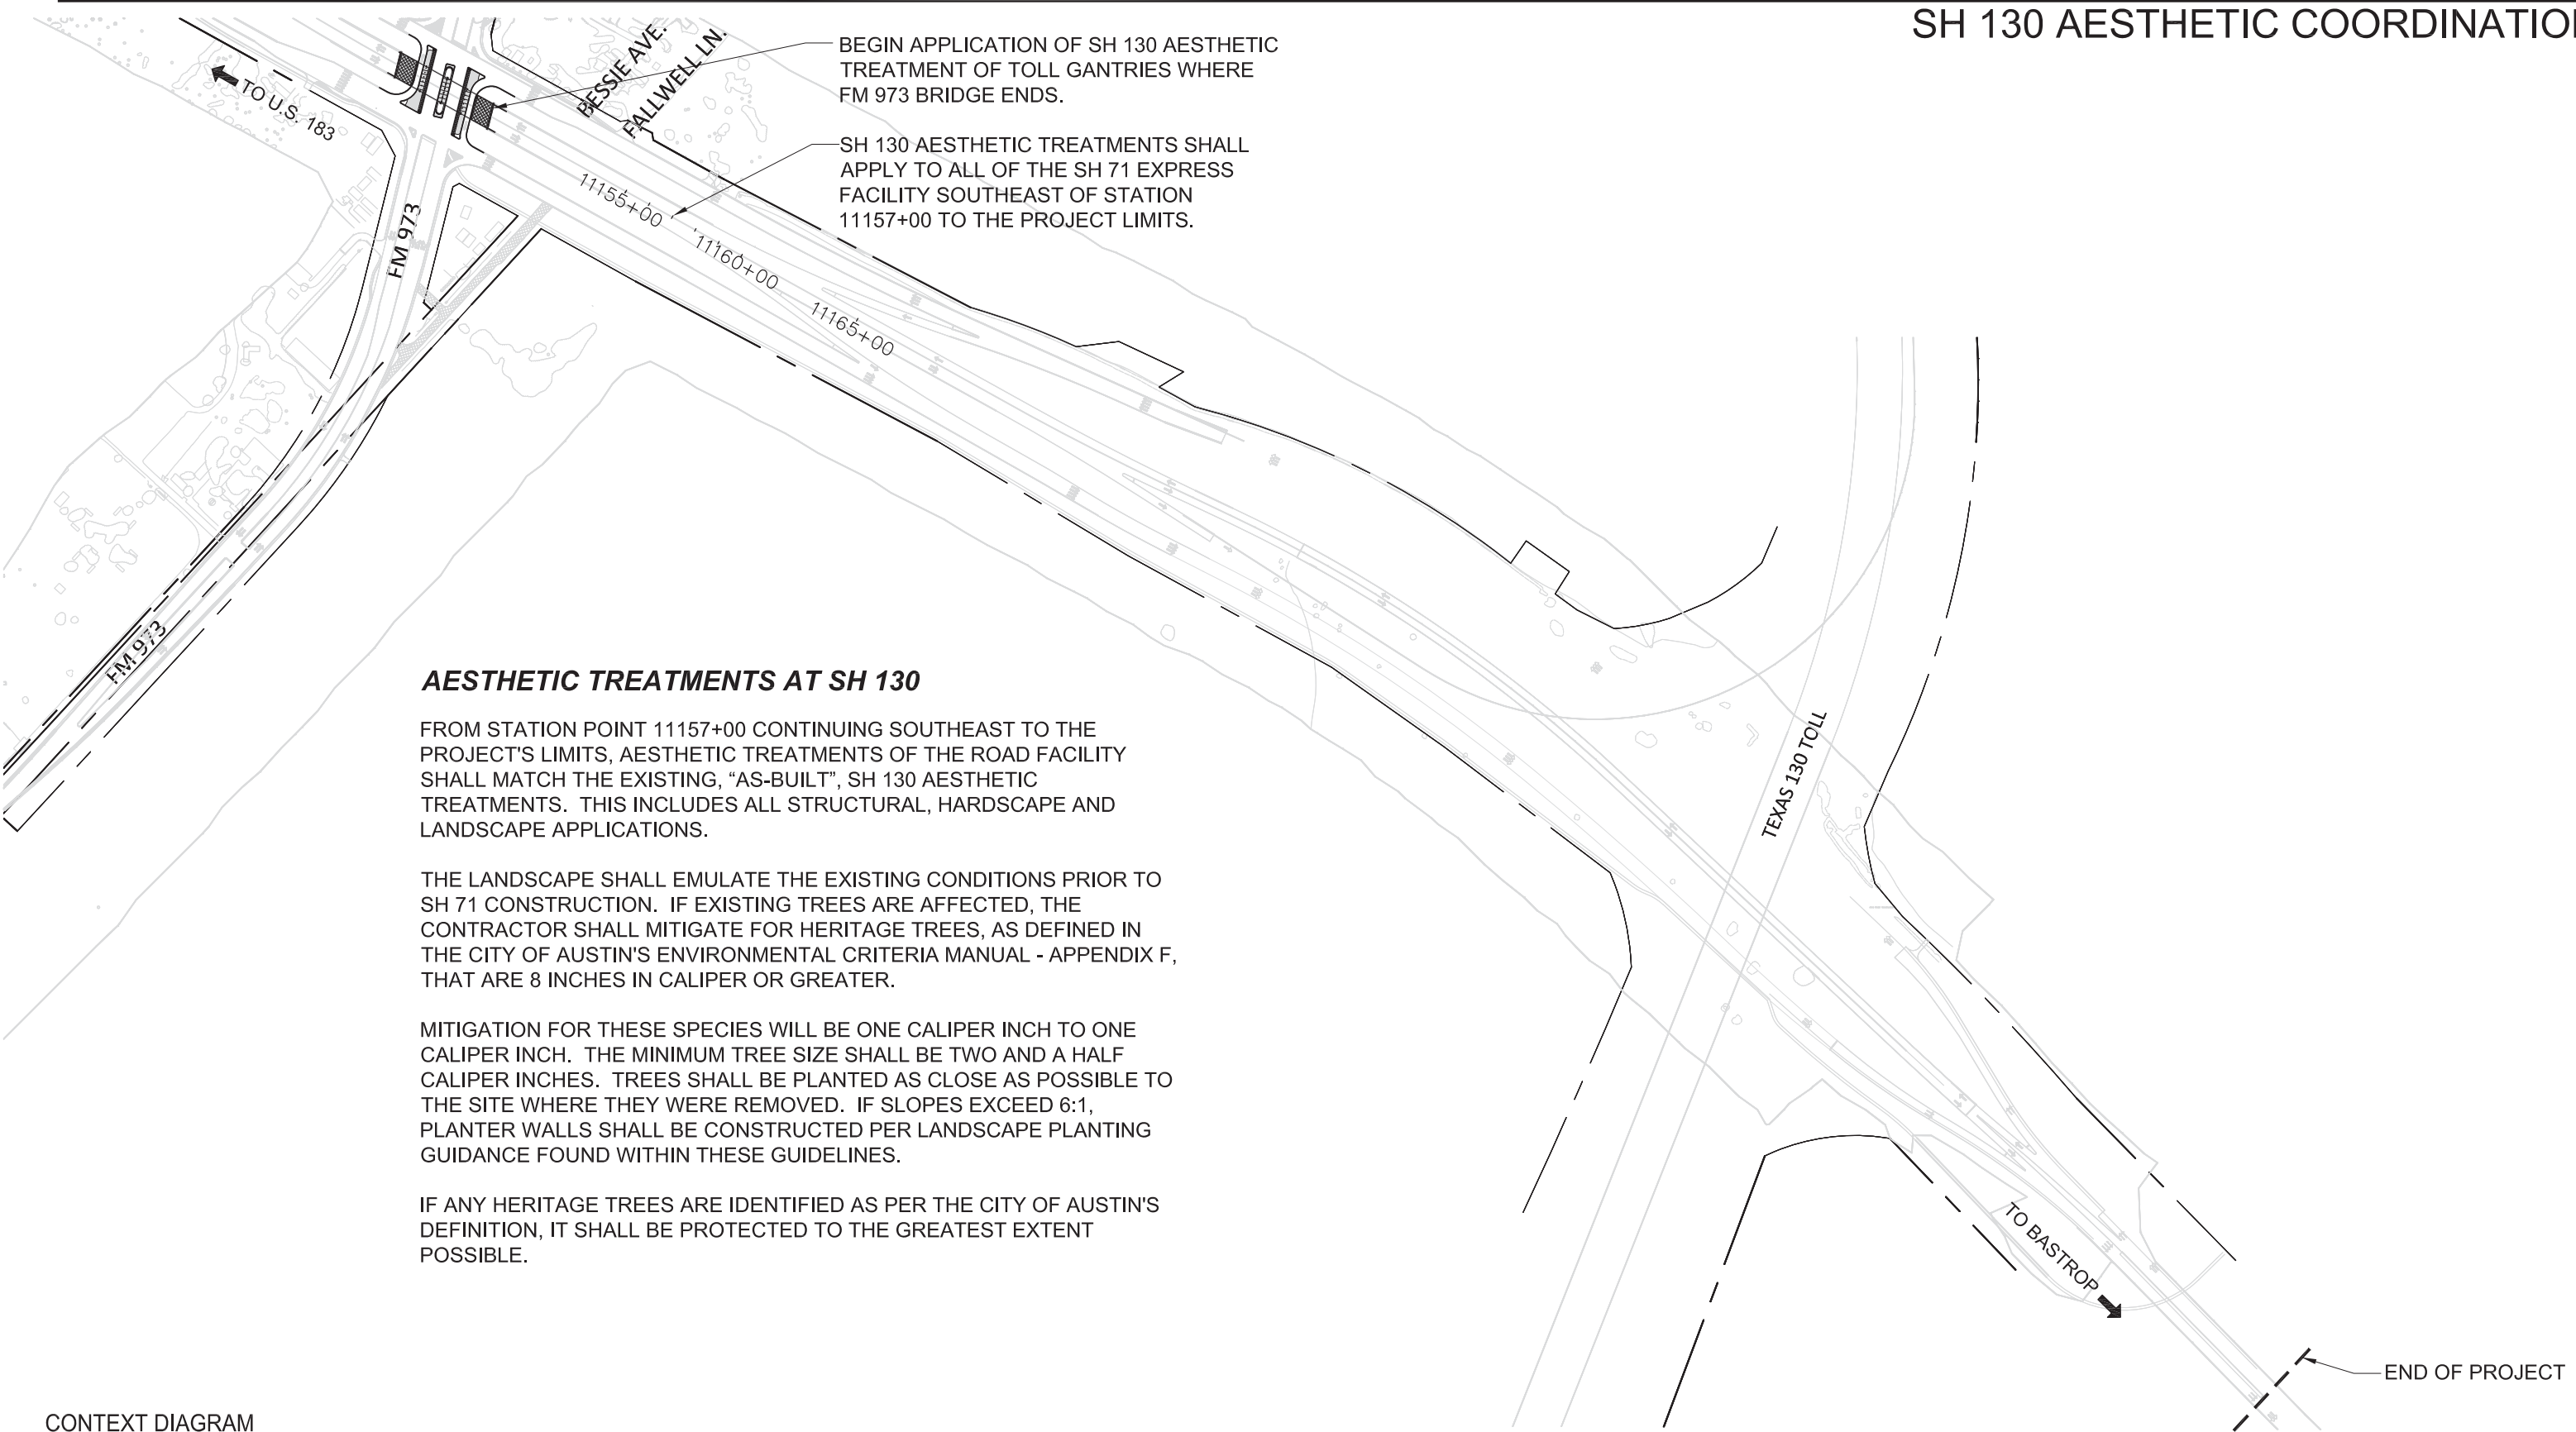 SH 130 AESTHETIC COORDINATION
BEGIN APPLICATION OF SH 130 AESTHETIC
TREATMENT OF TOLL GANTRIES WHERE
FM 973 BRIDGE ENDS.
SH 130 AESTHETIC TREATMENTS SHALL
APPLY TO ALL OF THE SH 71 EXPRESS
FACILITY SOUTHEAST OF STATION
11157+00 TO THE PROJECT LIMITS.
BESSIE AVE.
FALLWELL LN.
TO U.S. 183
FM 973
11155+00
11160+00
11165+00
FM 973
TEXAS 130 TOLL
AESTHETIC TREATMENTS AT SH 130
FROM STATION POINT 11157+00 CONTINUING SOUTHEAST TO THE
PROJECT'S LIMITS, AESTHETIC TREATMENTS OF THE ROAD FACILITY
SHALL MATCH THE EXISTING, “AS-BUILT”, SH 130 AESTHETIC
TREATMENTS. THIS INCLUDES ALL STRUCTURAL, HARDSCAPE AND
LANDSCAPE APPLICATIONS.
THE LANDSCAPE SHALL EMULATE THE EXISTING CONDITIONS PRIOR TO
SH 71 CONSTRUCTION. IF EXISTING TREES ARE AFFECTED, THE
CONTRACTOR SHALL MITIGATE FOR HERITAGE TREES, AS DEFINED IN
THE CITY OF AUSTIN'S ENVIRONMENTAL CRITERIA MANUAL - APPENDIX F,
THAT ARE 8 INCHES IN CALIPER OR GREATER.
MITIGATION FOR THESE SPECIES WILL BE ONE CALIPER INCH TO ONE
CALIPER INCH. THE MINIMUM TREE SIZE SHALL BE TWO AND A HALF
CALIPER INCHES. TREES SHALL BE PLANTED AS CLOSE AS POSSIBLE TO
THE SITE WHERE THEY WERE REMOVED. IF SLOPES EXCEED 6:1,
PLANTER WALLS SHALL BE CONSTRUCTED PER LANDSCAPE PLANTING
GUIDANCE FOUND WITHIN THESE GUIDELINES.
IF ANY HERITAGE TREES ARE IDENTIFIED AS PER THE CITY OF AUSTIN'S
DEFINITION, IT SHALL BE PROTECTED TO THE GREATEST EXTENT
POSSIBLE.
TO BASTROP
END OF PROJECT
CONTEXT DIAGRAM